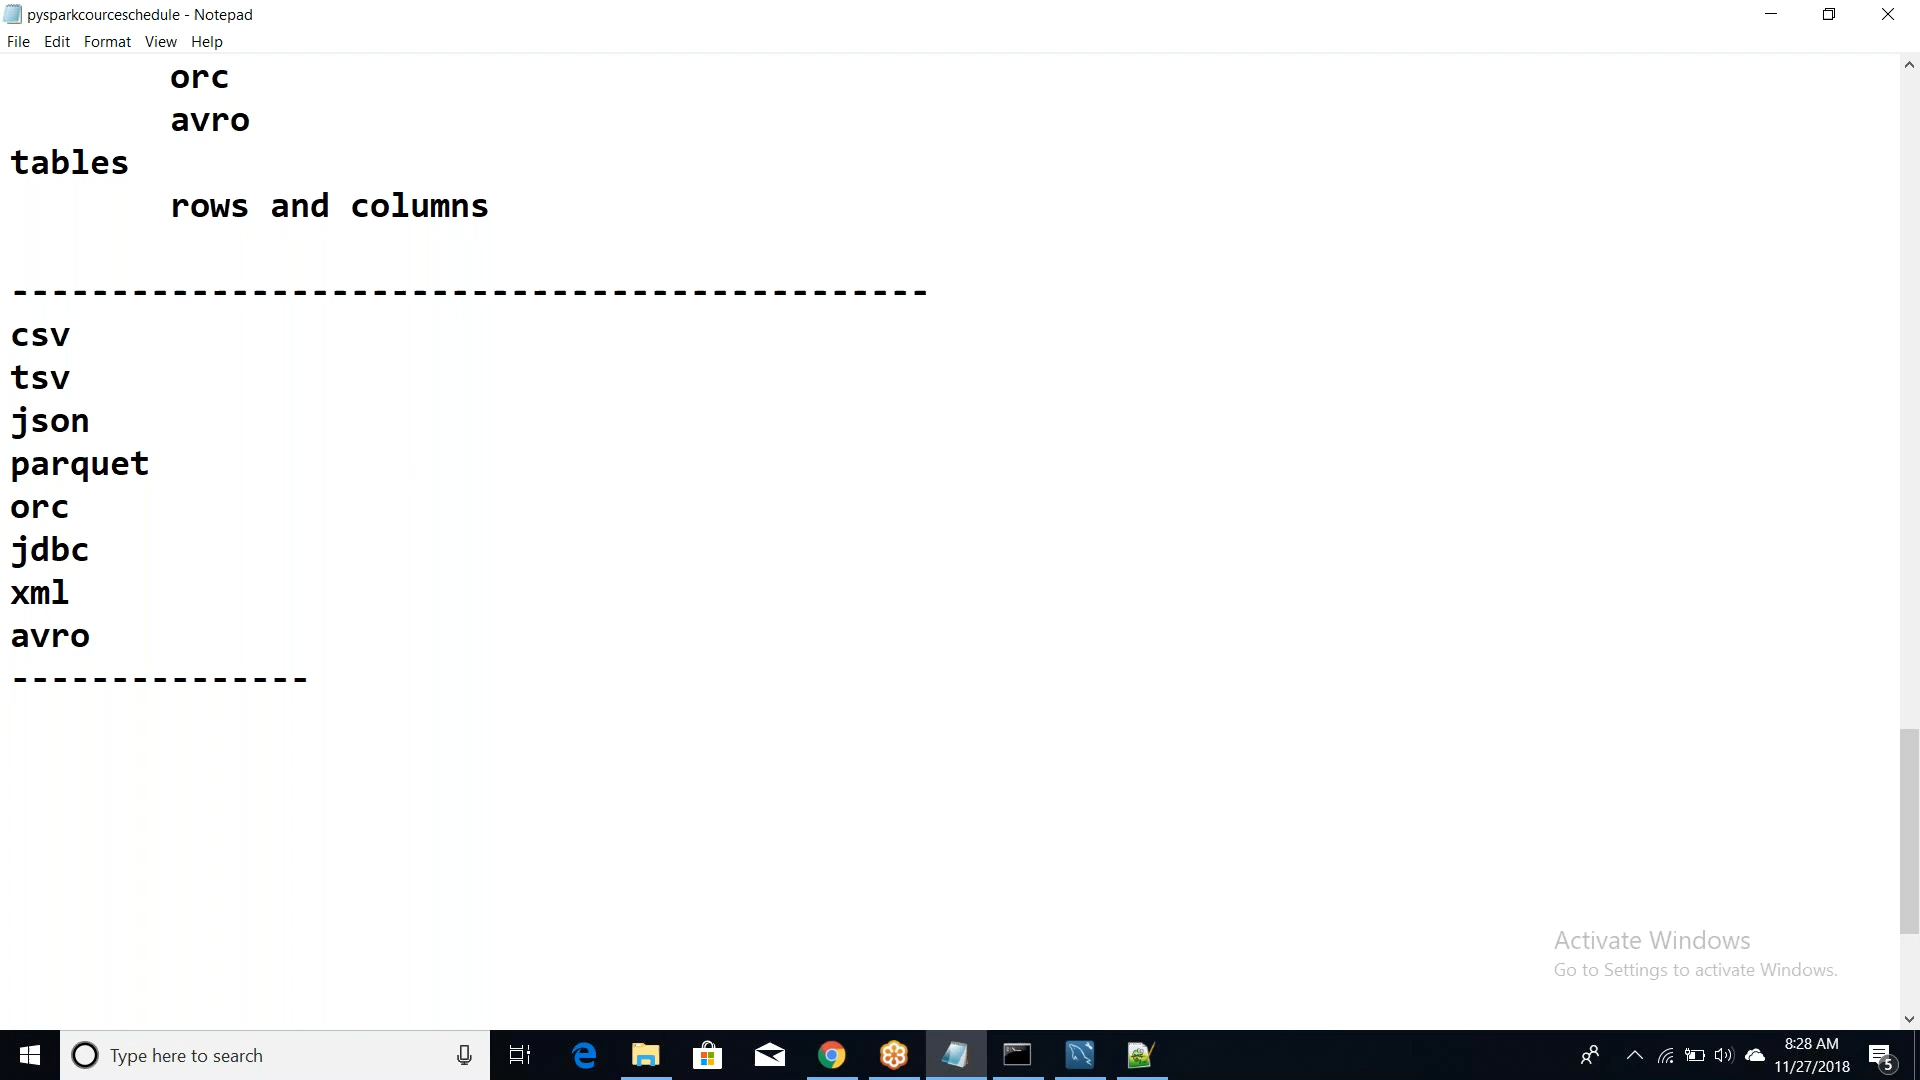 pysparkcourceschedule - Notepad
File Edit Format View Help
orc
avro
tables
rows and columns
-----------------------------------------------
csv
tsv
json
parquet
orc
jdbc
xml
avro
---------------
Activate Windows
Go to Settings to activate Windows.
Type here to search
8:28 AM
11/27/2018
5